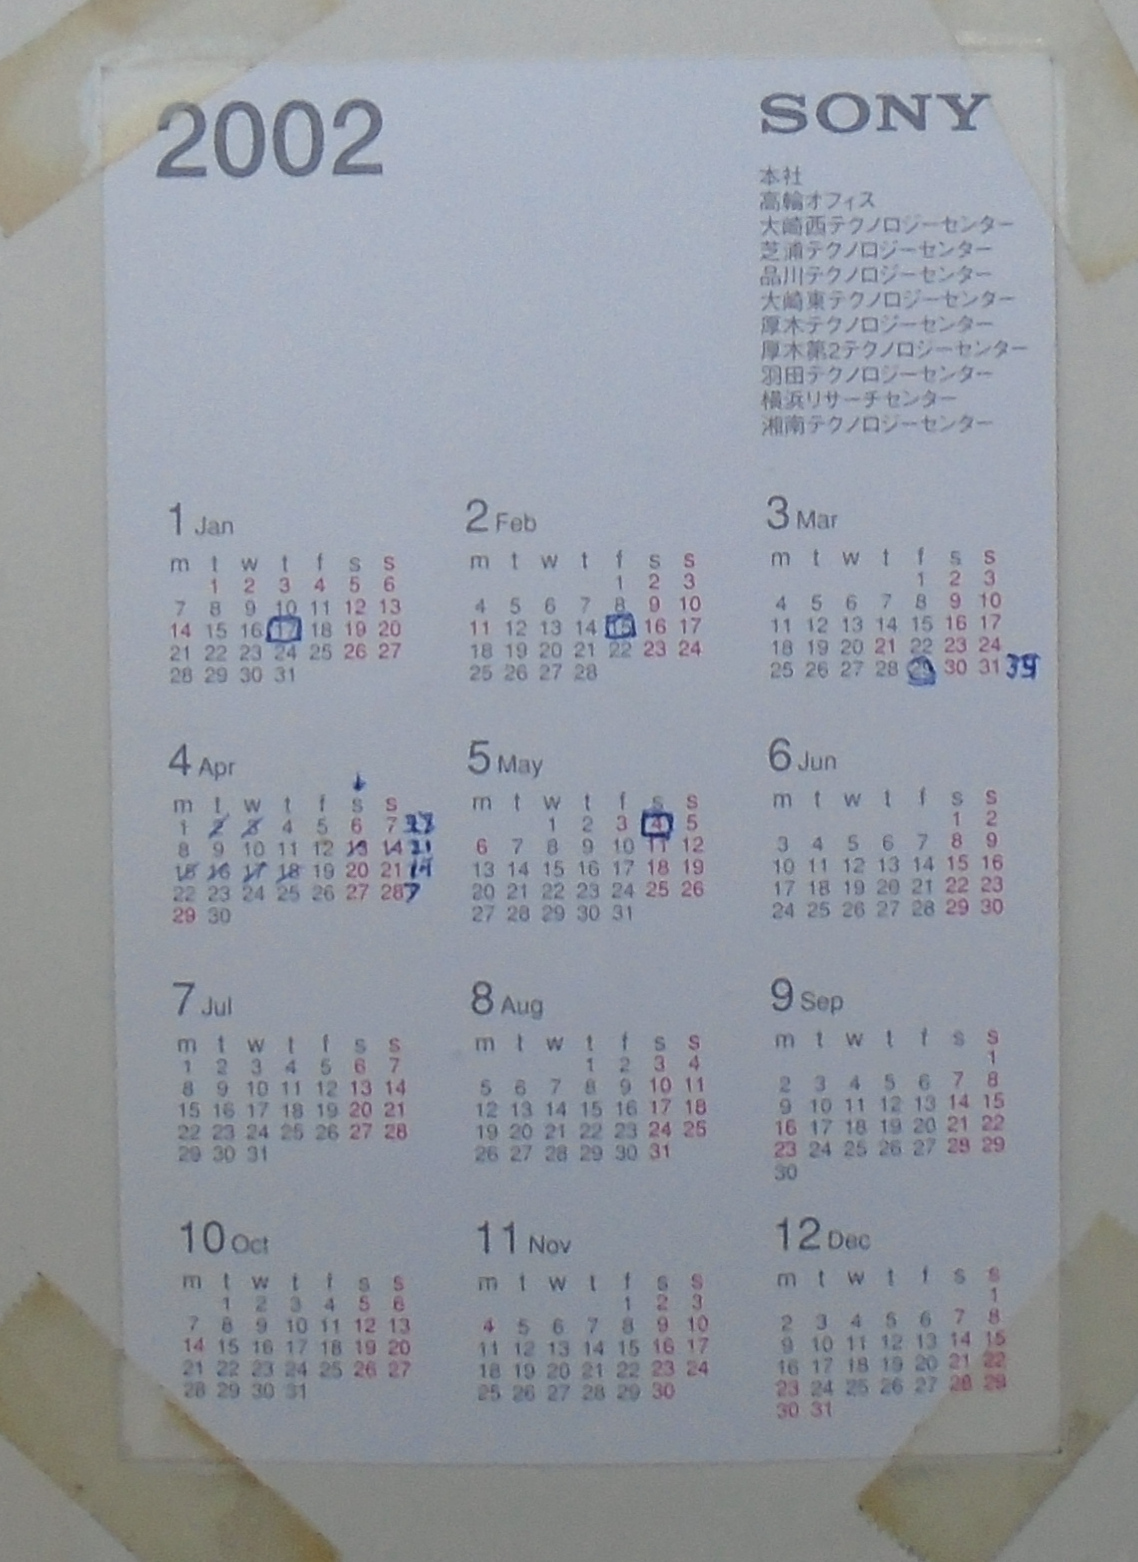 2002
SONY
本社
高輪オフィス
大崎西テクノロジーセンター
芝浦テクノロジーセンター
品川テクノロジーセンター
大崎東テクノロジーセンター
厚木テクノロジーセンター
厚木第2テクノロジーセンター
羽田テクノロジーセンター
横浜リサーチセンター
湘南テクノロジーセンター
1 Jan
m t w t f s s
1 2 3 4 5 6
7 8 9 10 11 12 13
14 15 16 17 18 19 20
21 22 23 24 25 26 27
28 29 30 31
2 Feb
m t w t f s s
1 2 3
4 5 6 7 8 9 10
11 12 13 14 15 16 17
18 19 20 21 22 23 24
25 26 27 28
3 Mar
m t w t f s s
1 2 3
4 5 6 7 8 9 10
11 12 13 14 15 16 17
18 19 20 21 22 23 24
25 26 27 28 29 30 31
4 Apr
m t w t f s s
1 2 3 4 5 6 7
8 9 10 11 12 13 14 21
15 16 17 18 19 20 21 14
22 23 24 25 26 27 28 7
29 30
5 May
m t w t f s s
1 2 3 4 5
6 7 8 9 10 11 12
13 14 15 16 17 18 19
20 21 22 23 24 25 26
27 28 29 30 31
6 Jun
m t w t f s s
1 2
3 4 5 6 7 8 9
10 11 12 13 14 15 16
17 18 19 20 21 22 23
24 25 26 27 28 29 30
7 Jul
m t w t f s s
1 2 3 4 5 6 7
8 9 10 11 12 13 14
15 16 17 18 19 20 21
22 23 24 25 26 27 28
29 30 31
8 Aug
m t w t f s s
1 2 3 4
5 6 7 8 9 10 11
12 13 14 15 16 17 18
19 20 21 22 23 24 25
26 27 28 29 30 31
9 Sep
m t w t f s s
1
2 3 4 5 6 7 8
9 10 11 12 13 14 15
16 17 18 19 20 21 22
23 24 25 26 27 28 29
30
10 Oct
m t w t f s s
1 2 3 4 5 6
7 8 9 10 11 12 13
14 15 16 17 18 19 20
21 22 23 24 25 26 27
28 29 30 31
11 Nov
m t w t f s s
1 2 3
4 5 6 7 8 9 10
11 12 13 14 15 16 17
18 19 20 21 22 23 24
25 26 27 28 29 30
12 Dec
m t w t f s s
1
2 3 4 5 6 7 8
9 10 11 12 13 14 15
16 17 18 19 20 21 22
23 24 25 26 27 28 29
30 31